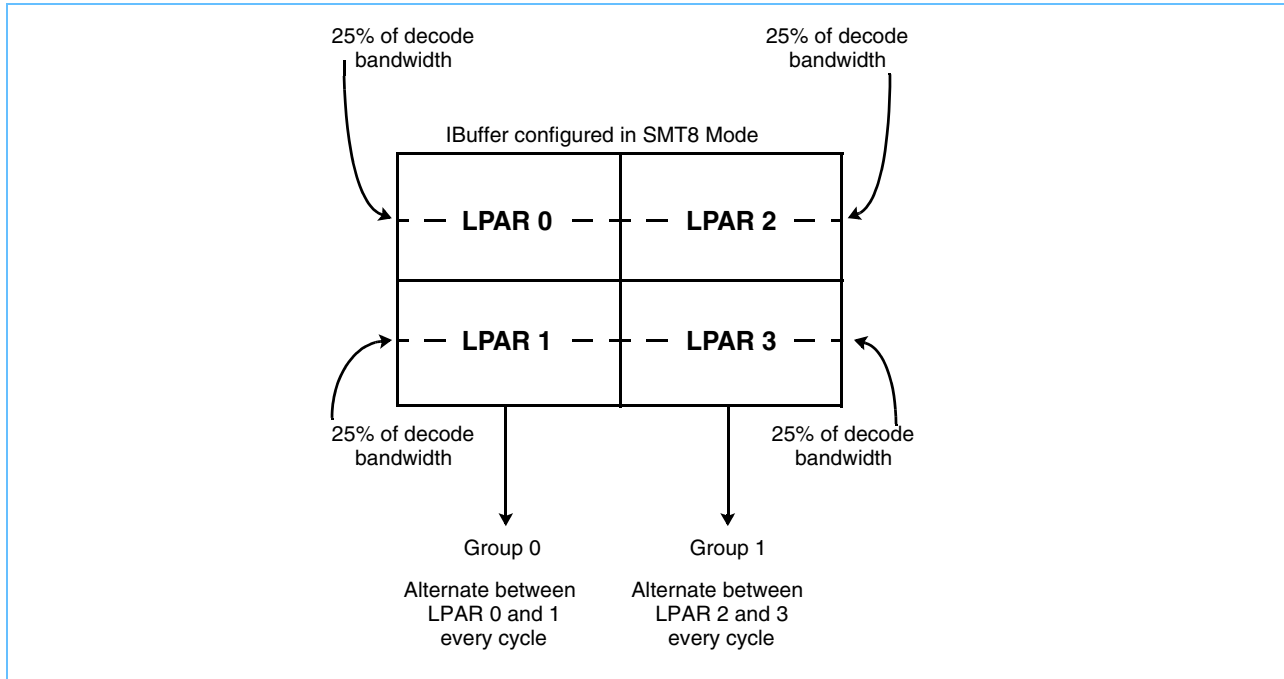 25% of decode
bandwidth
25% of decode
bandwidth
IBuffer configured in SMT8 Mode
LPAR 0
LPAR 2
LPAR 1
LPAR 3
25% of decode
bandwidth
25% of decode
bandwidth
Group 0
Group 1
Alternate between
LPAR 0 and 1
every cycle
Alternate between
LPAR 2 and 3
every cycle